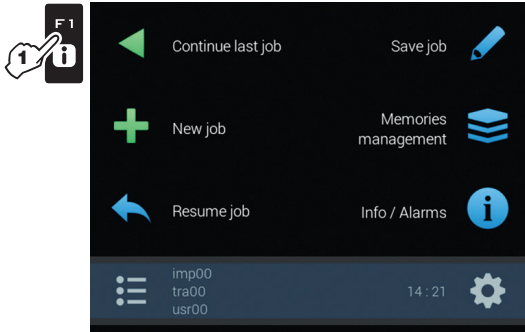 F1
1
i
Continue last job
Save job
New job
Memories
management
Resume job
Info / Alarms
i
imp00
tra00
usr00
14 : 21